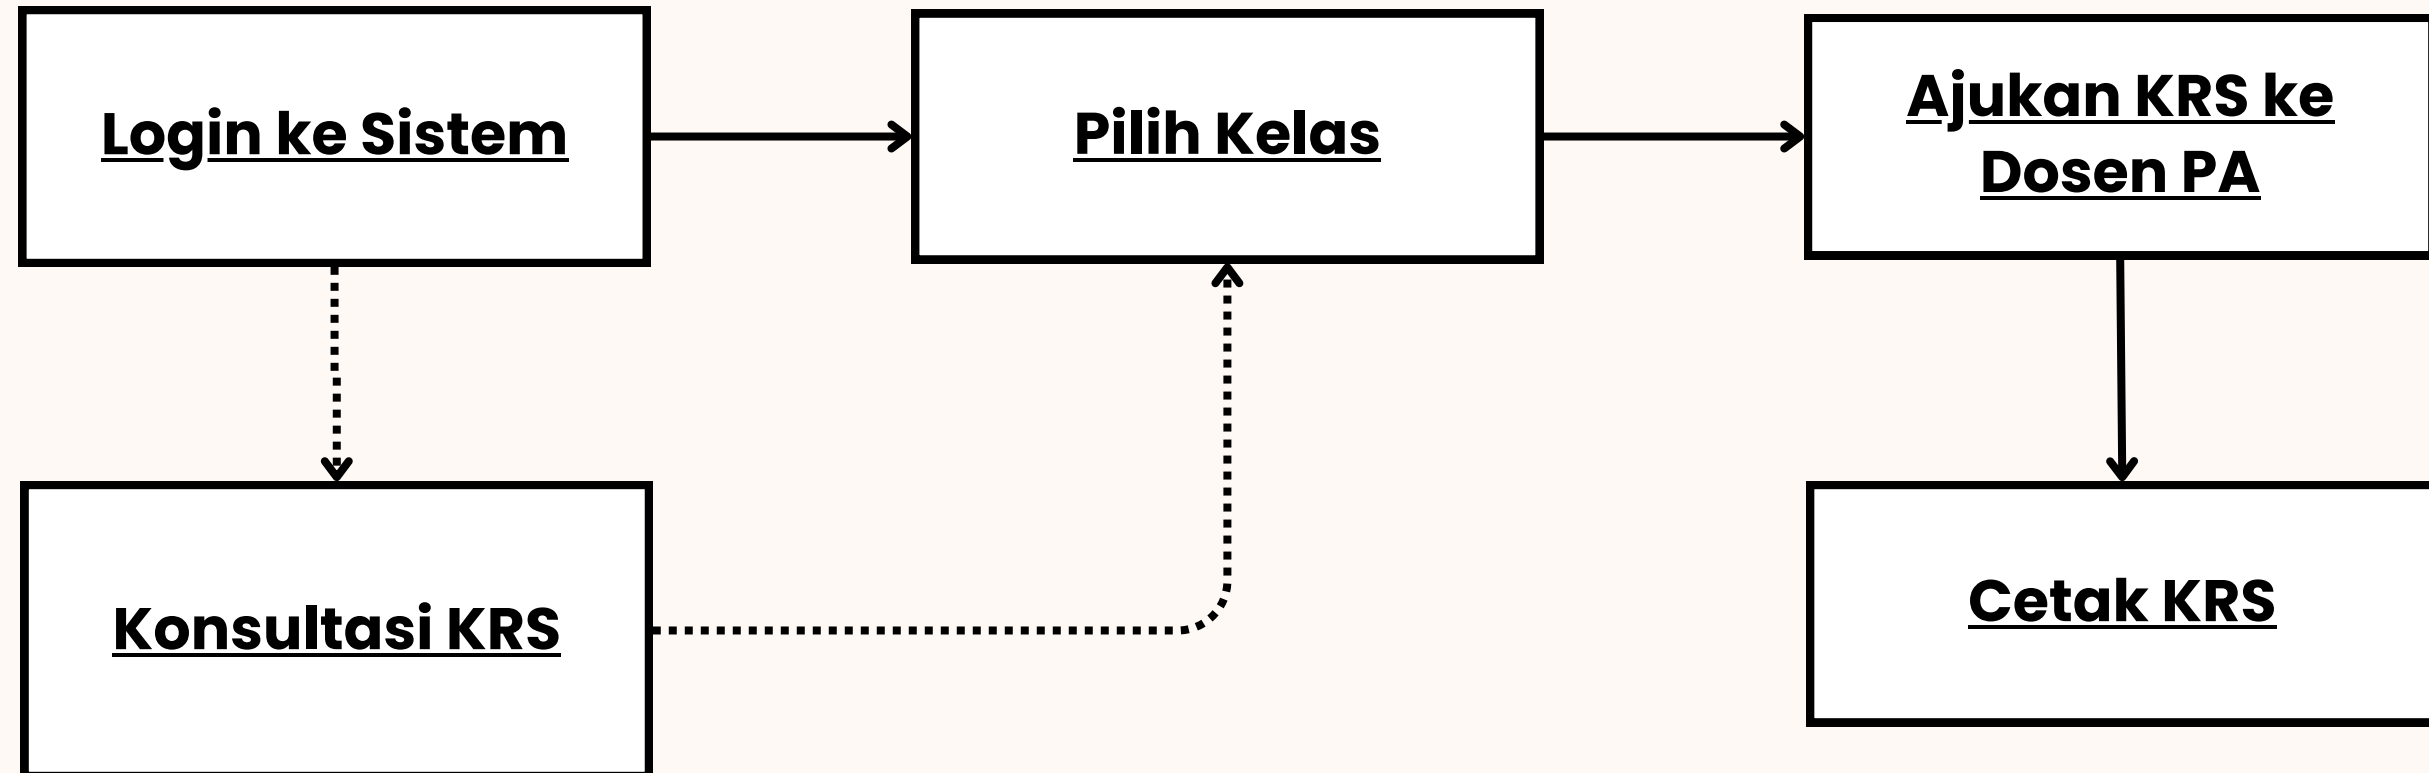 Login ke Sistem
Pilih Kelas
Ajukan KRS ke
Dosen PA
Konsultasi KRS
Cetak KRS